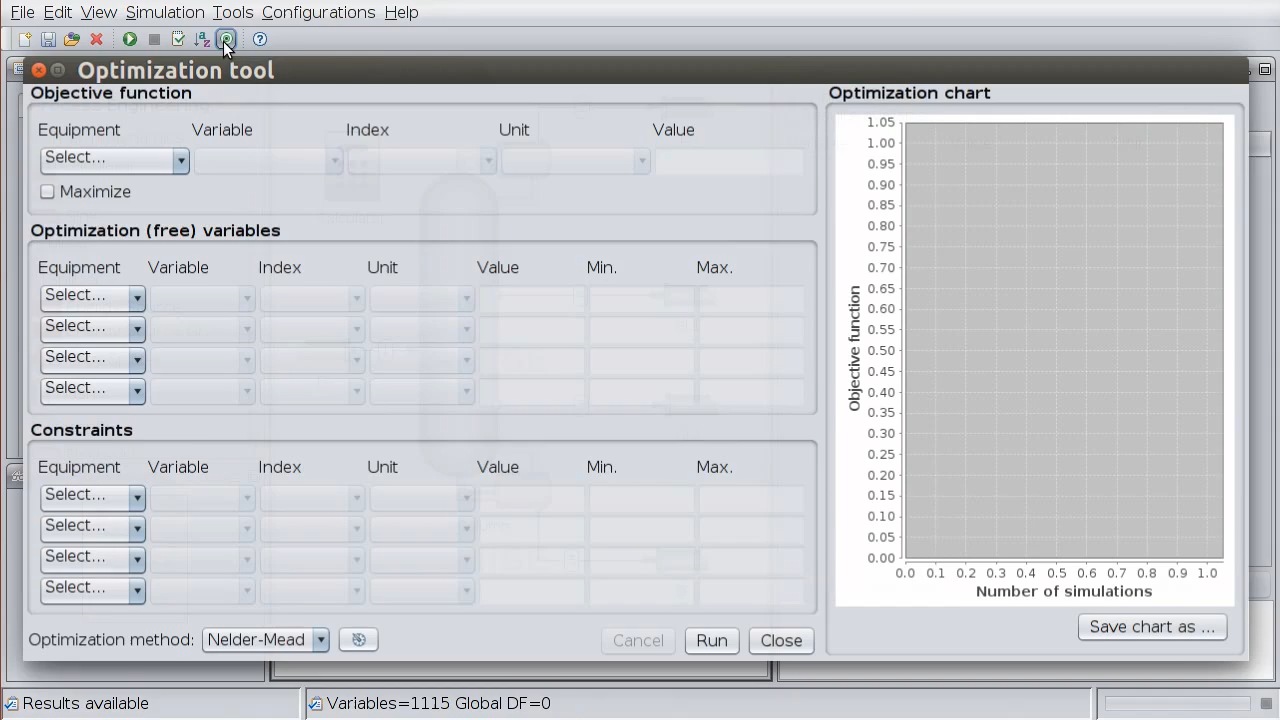 File Edit View Simulation Tools Configurations Help
Optimization tool
Objective function
Equipment Variable Index Unit Value
Select...
Maximize
Optimization (free) variables
Equipment Variable Index Unit Value Min. Max.
Select...
Select...
Select...
Select...
Constraints
Equipment Variable Index Unit Value Min. Max.
Select...
Select...
Select...
Select...
Optimization method: Nelder-Mead
Cancel Run Close
Optimization chart
1.05
1.00
0.95
0.90
0.85
0.80
0.75
0.70
0.65
0.60
0.55
0.50
0.45
0.40
0.35
0.30
0.25
0.20
0.15
0.10
0.05
0.00
Objective function
0.0 0.1 0.2 0.3 0.4 0.5 0.6 0.7 0.8 0.9 1.0
Number of simulations
Save chart as ...
Results available
Variables=1115 Global DF=0